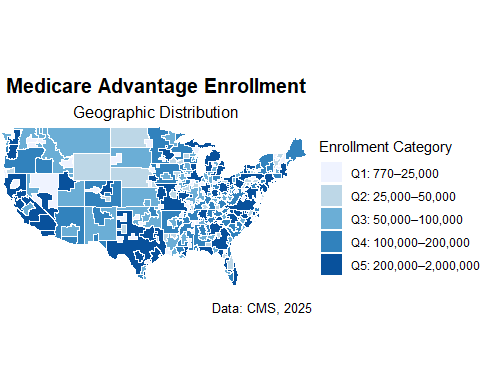 Medicare Advantage Enrollment
Geographic Distribution
Enrollment Category
Q1: 770–25,000
Q2: 25,000–50,000
Q3: 50,000–100,000
Q4: 100,000–200,000
Q5: 200,000–2,000,000
Data: CMS, 2025